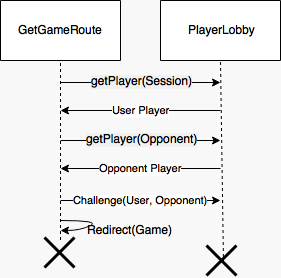 GetGameRoute
PlayerLobby
getPlayer(Session)
User Player
getPlayer(Opponent)
Opponent Player
Challenge(User, Opponent)
Redirect(Game)